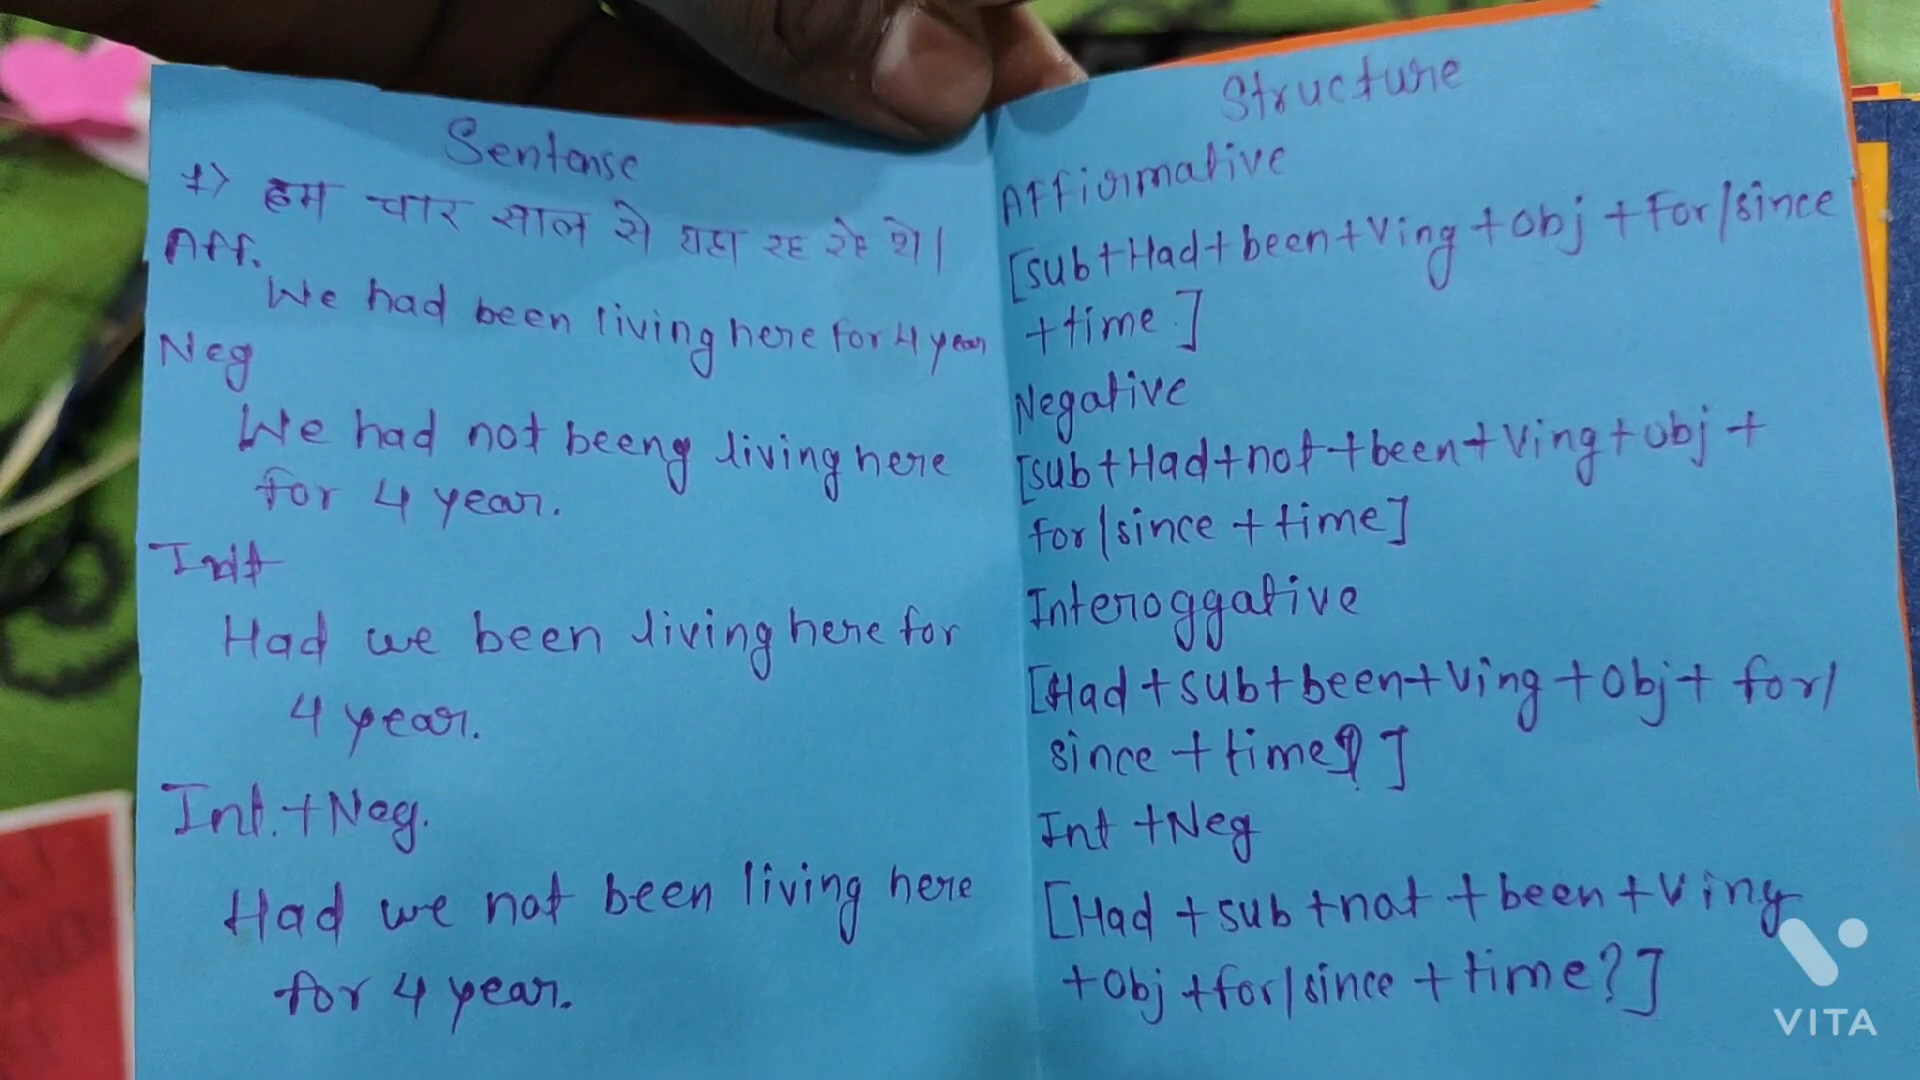 Sentense
1) हम चार साल से यहा रह रहे थे।
Aff.
We had been living here for 4 year
Neg
We had not beeng living here
for 4 year.
Int
Had we been living here for
4 year.
Int.+Neg.
Had we not been living here
for 4 year.
Structure
Affirmative
[sub+Had+been+Ving+obj+For/since
+time.]
Negative
[sub+Had+not+been+Ving+obj+
for/since+time]
Interoggative
[Had+sub+been+Ving+obj+for/
since+time?]
Int+Neg
[Had+sub+not+been+Ving
+obj+for/since+time?]
VITA